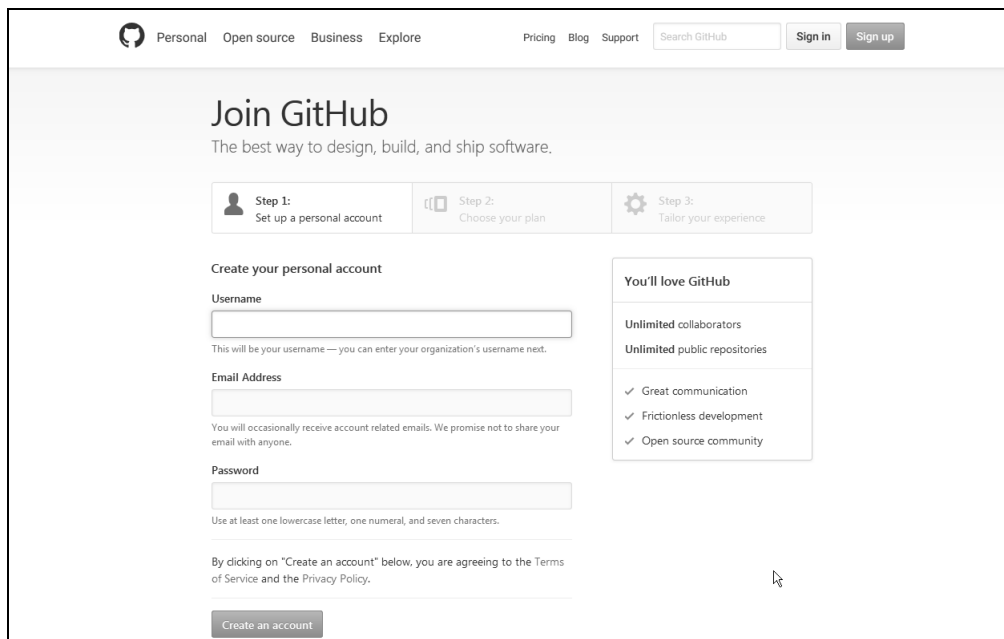 Personal Open source Business Explore Pricing Blog Support Search GitHub Sign in Sign up
Join GitHub
The best way to design, build, and ship software.
Step 1:
Set up a personal account
Step 2:
Choose your plan
Step 3:
Tailor your experience
Create your personal account
Username
This will be your username — you can enter your organization's username next.
Email Address
You will occasionally receive account related emails. We promise not to share your
email with anyone.
Password
Use at least one lowercase letter, one numeral, and seven characters.
By clicking on "Create an account" below, you are agreeing to the Terms
of Service and the Privacy Policy.
Create an account
You'll love GitHub
Unlimited collaborators
Unlimited public repositories
Great communication
Frictionless development
Open source community